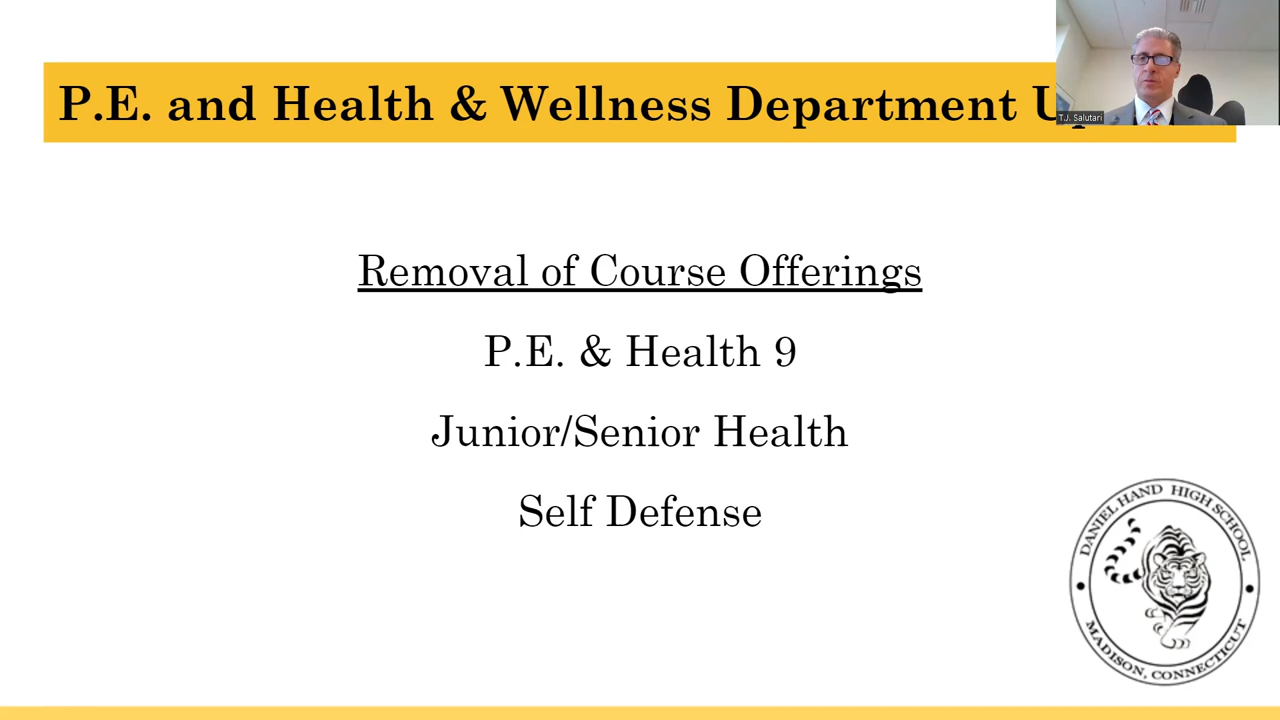 P.E. and Health & Wellness Department
T.J. Salutari
Removal of Course Offerings
P.E. & Health 9
Junior/Senior Health
Self Defense
DANIEL HAND HIGH SCHOOL
MADISON, CONNECTICUT